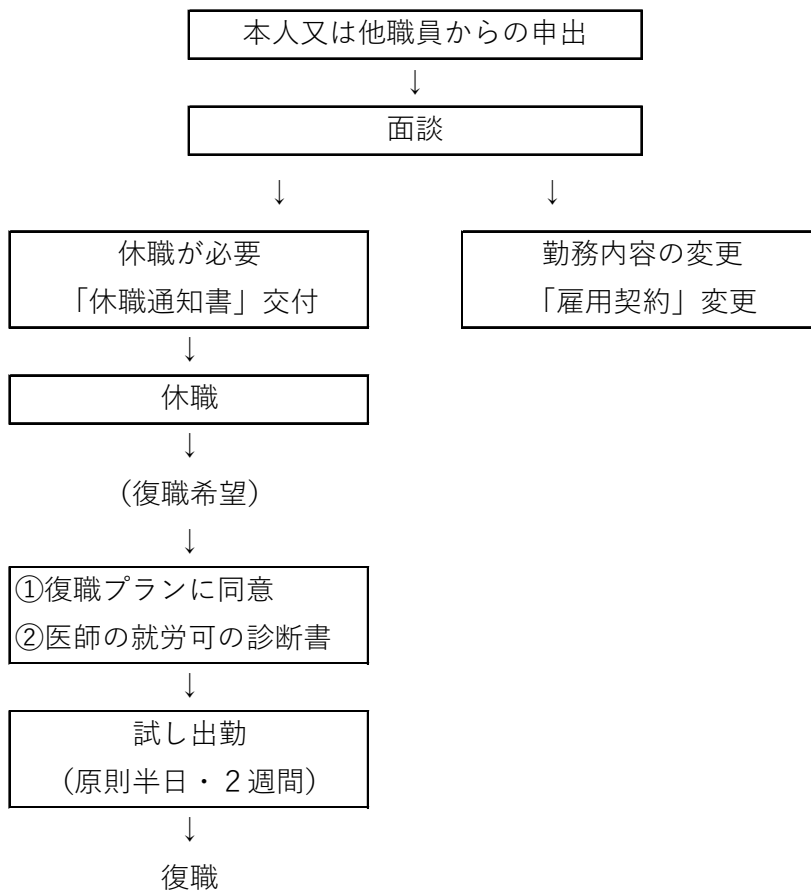 本人又は他職員からの申出
↓
面談
↓ ↓
休職が必要
「休職通知書」交付
勤務内容の変更
「雇用契約」変更
↓
休職
↓
（復職希望）
↓
①復職プランに同意
②医師の就労可の診断書
↓
試し出勤
（原則半日・２週間）
↓
復職